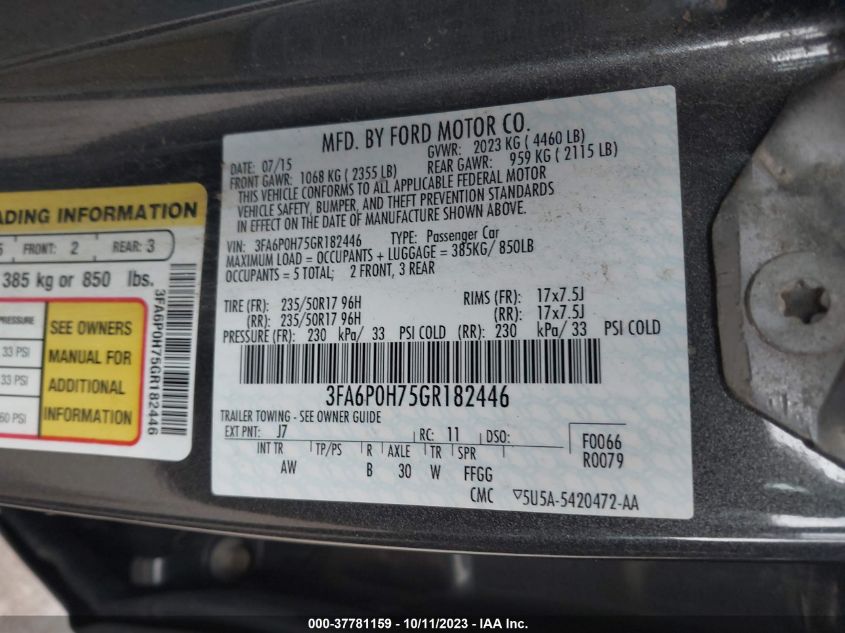 MFD. BY FORD MOTOR CO.
DATE: 07/15 GVWR: 2023 KG ( 4460 LB)
FRONT GAWR: 1068 KG ( 2355 LB) REAR GAWR: 959 KG ( 2115 LB)
THIS VEHICLE CONFORMS TO ALL APPLICABLE FEDERAL MOTOR
VEHICLE SAFETY, BUMPER, AND THEFT PREVENTION STANDARDS
IN EFFECT ON THE DATE OF MANUFACTURE SHOWN ABOVE.
VIN: 3FA6P0H75GR182446 TYPE: Passenger Car
MAXIMUM LOAD = OCCUPANTS + LUGGAGE = 385KG/ 850LB
OCCUPANTS = 5 TOTAL; 2 FRONT, 3 REAR
TIRE (FR): 235/50R17 96H RIMS (FR): 17x7.5J
(RR): 235/50R17 96H (RR): 17x7.5J
PRESSURE (FR): 230 kPa/ 33 PSI COLD (RR): 230 kPa/ 33 PSI COLD
3FA6P0H75GR182446
TRAILER TOWING - SEE OWNER GUIDE
EXT PNT: J7 RC: 11 DSO: F0066
INT TR TP/PS R AXLE TR SPR R0079
AW B 30 W FFGG
CMC ▽5U5A-5420472-AA
ADING INFORMATION
5 FRONT: 2 REAR: 3
385 kg or 850 lbs.
PRESSURE
33 PSI
33 PSI
60 PSI
SEE OWNERS
MANUAL FOR
ADDITIONAL
INFORMATION
3FA6P0H75GR182446
000-37781159 - 10/11/2023 - IAA Inc.